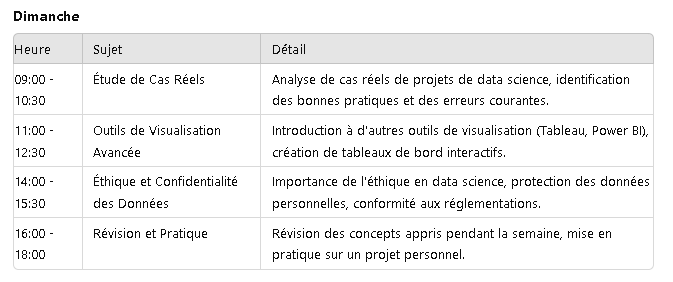 Dimanche
Heure Sujet Détail
09:00 - Étude de Cas Réels Analyse de cas réels de projets de data science, identification
10:30 des bonnes pratiques et des erreurs courantes.
11:00 - Outils de Visualisation Introduction à d'autres outils de visualisation (Tableau, Power BI),
12:30 Avancée création de tableaux de bord interactifs.
14:00 - Éthique et Confidentialité Importance de l'éthique en data science, protection des données
15:30 des Données personnelles, conformité aux réglementations.
16:00 - Révision et Pratique Révision des concepts appris pendant la semaine, mise en
18:00 pratique sur un projet personnel.